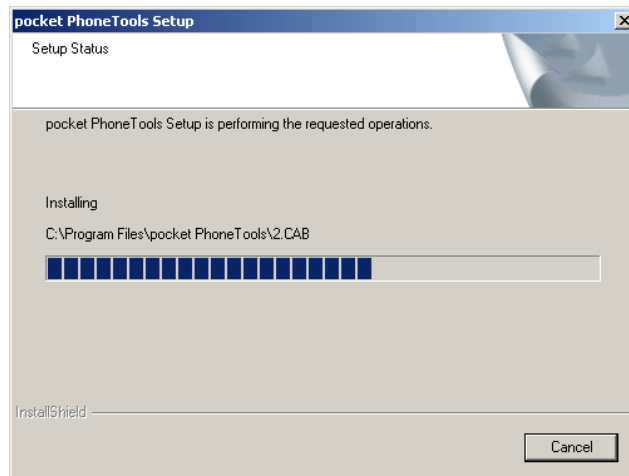 pocket PhoneTools Setup
Setup Status
pocket PhoneTools Setup is performing the requested operations.
Installing
C:\Program Files\pocket PhoneTools\2.CAB
InstallShield
Cancel